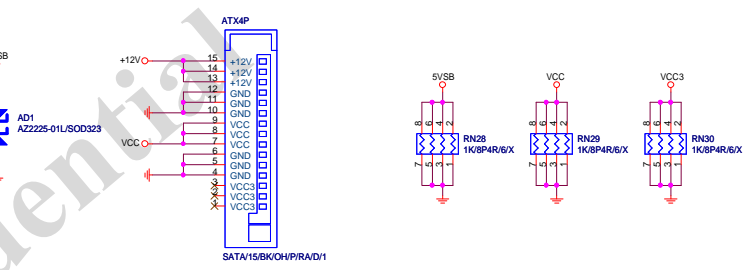 ATX4P
SB
+12V
15 +12V
14 +12V
13 +12V
12 GND
11 GND
10 GND
9 VCC
8 VCC
VCC 7 VCC
6 GND
5 GND
4 GND
3 VCC3
2 VCC3
1 VCC3
SATA/15/BK/OH/P/RA/D/1
AD1
AZ2225-01L/SOD323
5VSB
8 6 4 2
RN28
1K/8P4R/6/X
7 5 3 1
VCC
8 6 4 2
RN29
1K/8P4R/6/X
7 5 3 1
VCC3
8 6 4 2
RN30
1K/8P4R/6/X
7 5 3 1
dential